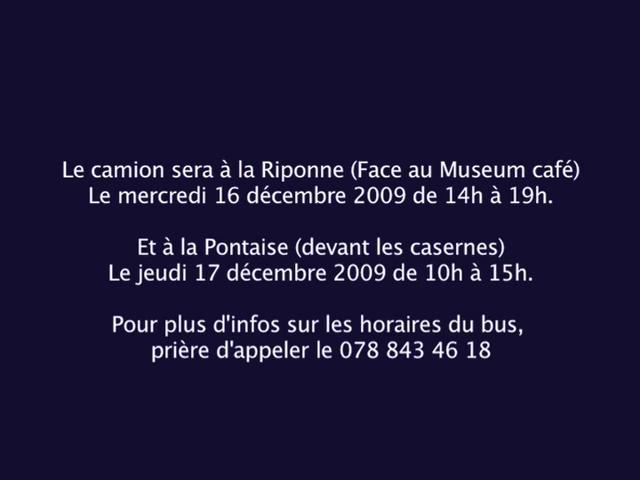 Le camion sera à la Riponne (Face au Museum café)
Le mercredi 16 décembre 2009 de 14h à 19h.
Et à la Pontaise (devant les casernes)
Le jeudi 17 décembre 2009 de 10h à 15h.
Pour plus d'infos sur les horaires du bus,
prière d'appeler le 078 843 46 18